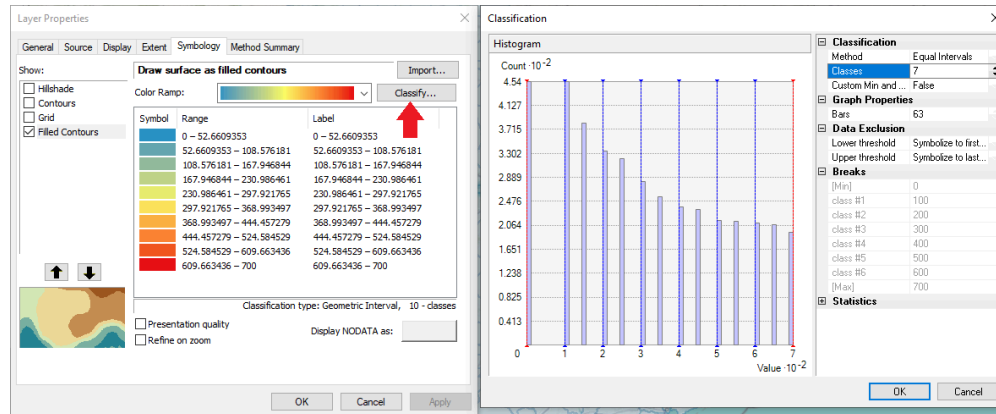 Layer Properties
General Source Display Extent Symbology Method Summary
Show:
Hillshade
Contours
Grid
Filled Contours
Draw surface as filled contours
Import...
Color Ramp:
Classify...
Symbol Range Label
0 – 52.6609353 0 – 52.6609353
52.6609353 – 108.576181 52.6609353 – 108.576181
108.576181 – 167.946844 108.576181 – 167.946844
167.946844 – 230.986461 167.946844 – 230.986461
230.986461 – 297.921765 230.986461 – 297.921765
297.921765 – 368.993497 297.921765 – 368.993497
368.993497 – 444.457279 368.993497 – 444.457279
444.457279 – 524.584529 444.457279 – 524.584529
524.584529 – 609.663436 524.584529 – 609.663436
609.663436 – 700 609.663436 – 700
Classification type: Geometric Interval, 10 - classes
Presentation quality
Refine on zoom
Display NODATA as:
OK Cancel Apply
Classification
Histogram
Count ·10⁻²
4.54
4.127
3.715
3.302
2.889
2.476
2.064
1.651
1.238
0.825
0.413
0 1 2 3 4 5 6 7
Value ·10⁻²
Classification
Method Equal Intervals
Classes 7
Custom Min and ... False
Graph Properties
Bars 63
Data Exclusion
Lower threshold Symbolize to first...
Upper threshold Symbolize to last...
Breaks
[Min] 0
class #1 100
class #2 200
class #3 300
class #4 400
class #5 500
class #6 600
[Max] 700
Statistics
OK Cancel